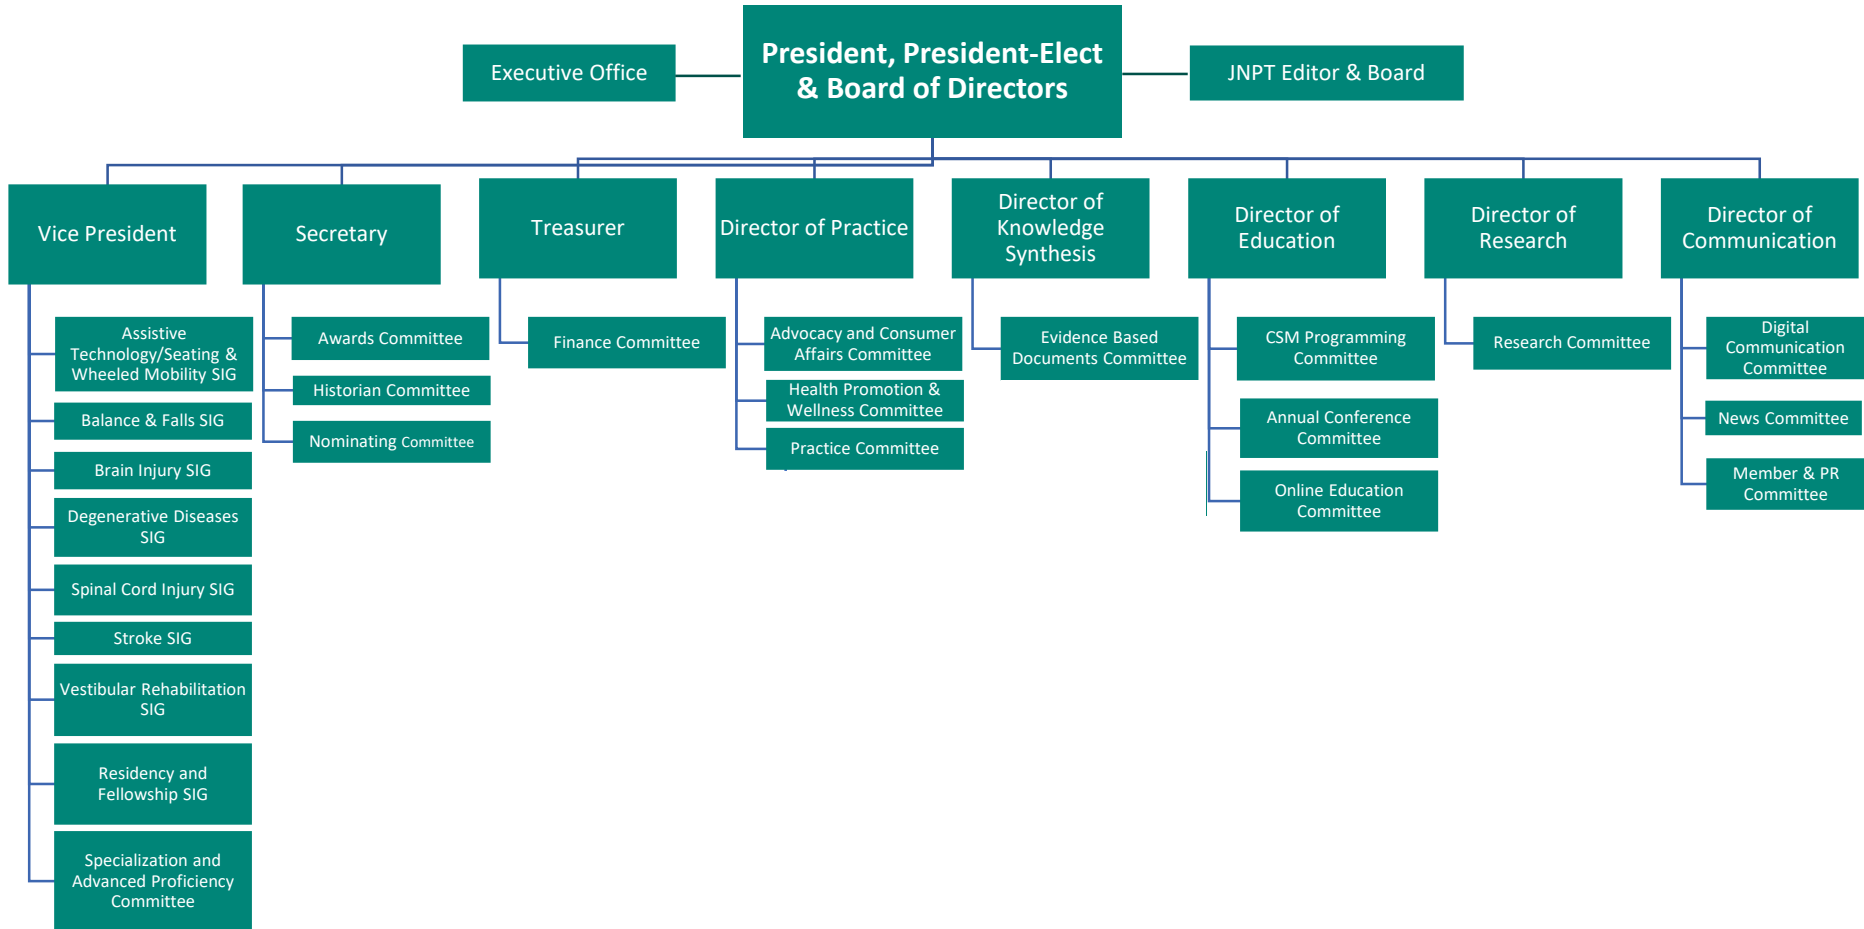 President, President-Elect
& Board of Directors
Executive Office
JNPT Editor & Board
Vice President
Secretary
Treasurer
Director of Practice
Director of
Knowledge
Synthesis
Director of
Education
Director of
Research
Director of
Communication
Assistive
Technology/Seating &
Wheeled Mobility SIG
Balance & Falls SIG
Brain Injury SIG
Degenerative Diseases
SIG
Spinal Cord Injury SIG
Stroke SIG
Vestibular Rehabilitation
SIG
Residency and
Fellowship SIG
Specialization and
Advanced Proficiency
Committee
Awards Committee
Historian Committee
Nominating Committee
Finance Committee
Advocacy and Consumer
Affairs Committee
Health Promotion &
Wellness Committee
Practice Committee
Evidence Based
Documents Committee
CSM Programming
Committee
Annual Conference
Committee
Online Education
Committee
Research Committee
Digital
Communication
Committee
News Committee
Member & PR
Committee